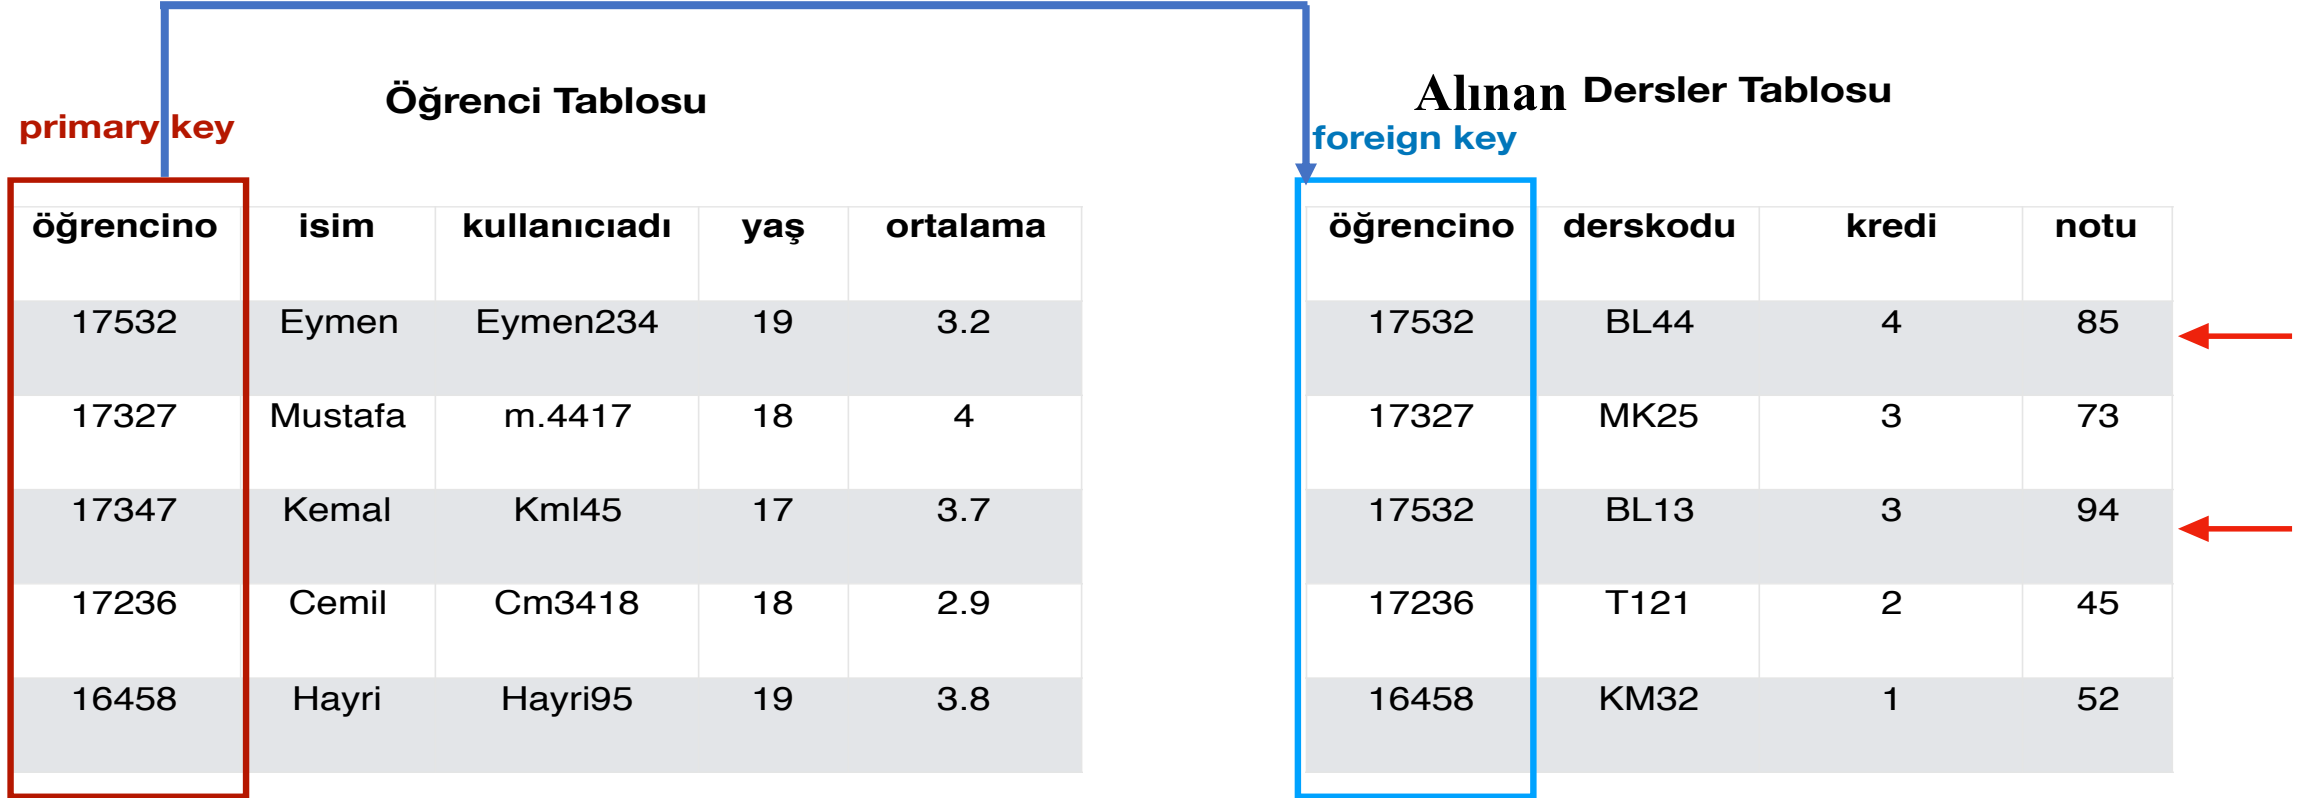 Öğrenci Tablosu
primary key
öğrencino isim kullanıcıadı yaş ortalama
17532 Eymen Eymen234 19 3.2
17327 Mustafa m.4417 18 4
17347 Kemal Kml45 17 3.7
17236 Cemil Cm3418 18 2.9
16458 Hayri Hayri95 19 3.8
Alınan Dersler Tablosu
foreign key
öğrencino derskodu kredi notu
17532 BL44 4 85
17327 MK25 3 73
17532 BL13 3 94
17236 T121 2 45
16458 KM32 1 52